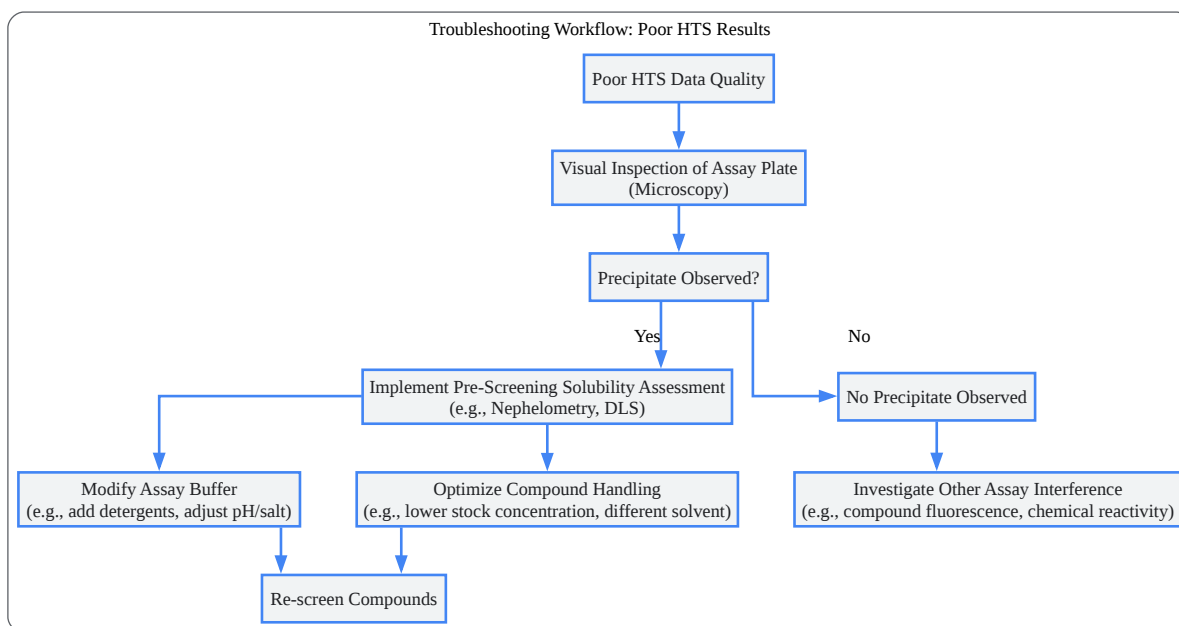 Troubleshooting Workflow: Poor HTS Results
Poor HTS Data Quality
Visual Inspection of Assay Plate
(Microscopy)
Precipitate Observed?
Yes
No
Implement Pre-Screening Solubility Assessment
(e.g., Nephelometry, DLS)
No Precipitate Observed
Modify Assay Buffer
(e.g., add detergents, adjust pH/salt)
Optimize Compound Handling
(e.g., lower stock concentration, different solvent)
Investigate Other Assay Interference
(e.g., compound fluorescence, chemical reactivity)
Re-screen Compounds